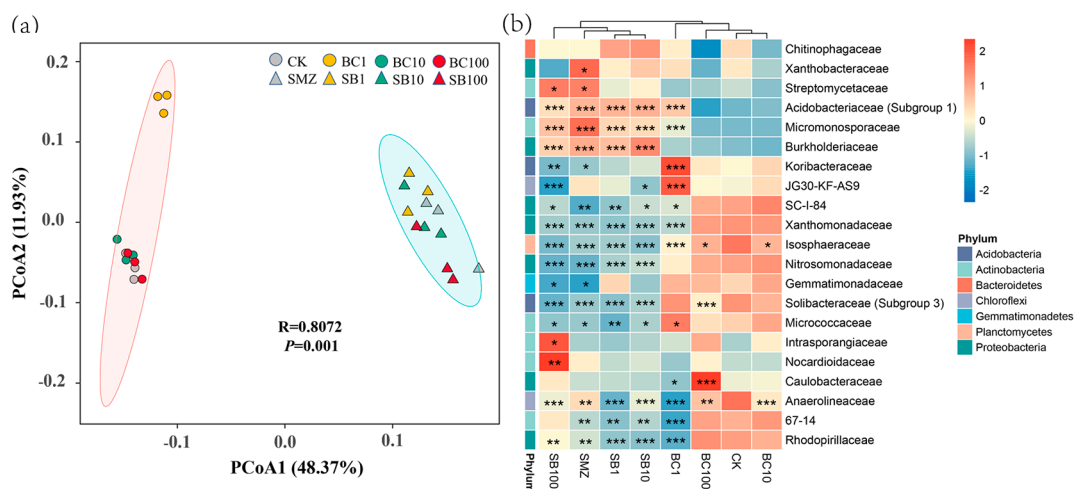 (a)
0.2
0.1
0.0
-0.1
-0.2
PCoA2 (11.93%)
CK BC1 BC10 BC100
SMZ SB1 SB10 SB100
R=0.8072
P=0.001
-0.1 0.0 0.1
PCoA1 (48.37%)
(b)
Chitinophagaceae
* Xanthobacteraceae
* * Streptomycetaceae
*** *** *** *** *** Acidobacteriaceae (Subgroup 1)
*** *** *** *** *** Micromonosporaceae
*** *** *** *** Burkholderiaceae
** * *** Koribacteraceae
*** * *** JG30-KF-AS9
* ** ** * * SC-I-84
*** *** *** *** *** Xanthomonadaceae
*** *** *** *** *** * * Isosphaeraceae
*** *** *** *** Nitrosomonadaceae
* * Gemmatimonadaceae
*** *** *** *** *** Solibacteraceae (Subgroup 3)
* * ** * * Micrococcaceae
* Intrasporangiaceae
** Nocardioidaceae
* *** Caulobacteraceae
*** ** *** *** *** ** *** Anaerolineaceae
** ** ** *** 67-14
** ** *** *** *** Rhodopirillaceae
Phylum SB100 SMZ SB1 SB10 BC1 BC100 CK BC10
2
1
0
-1
-2
Phylum
Acidobacteria
Actinobacteria
Bacteroidetes
Chloroflexi
Gemmatimonadetes
Planctomycetes
Proteobacteria